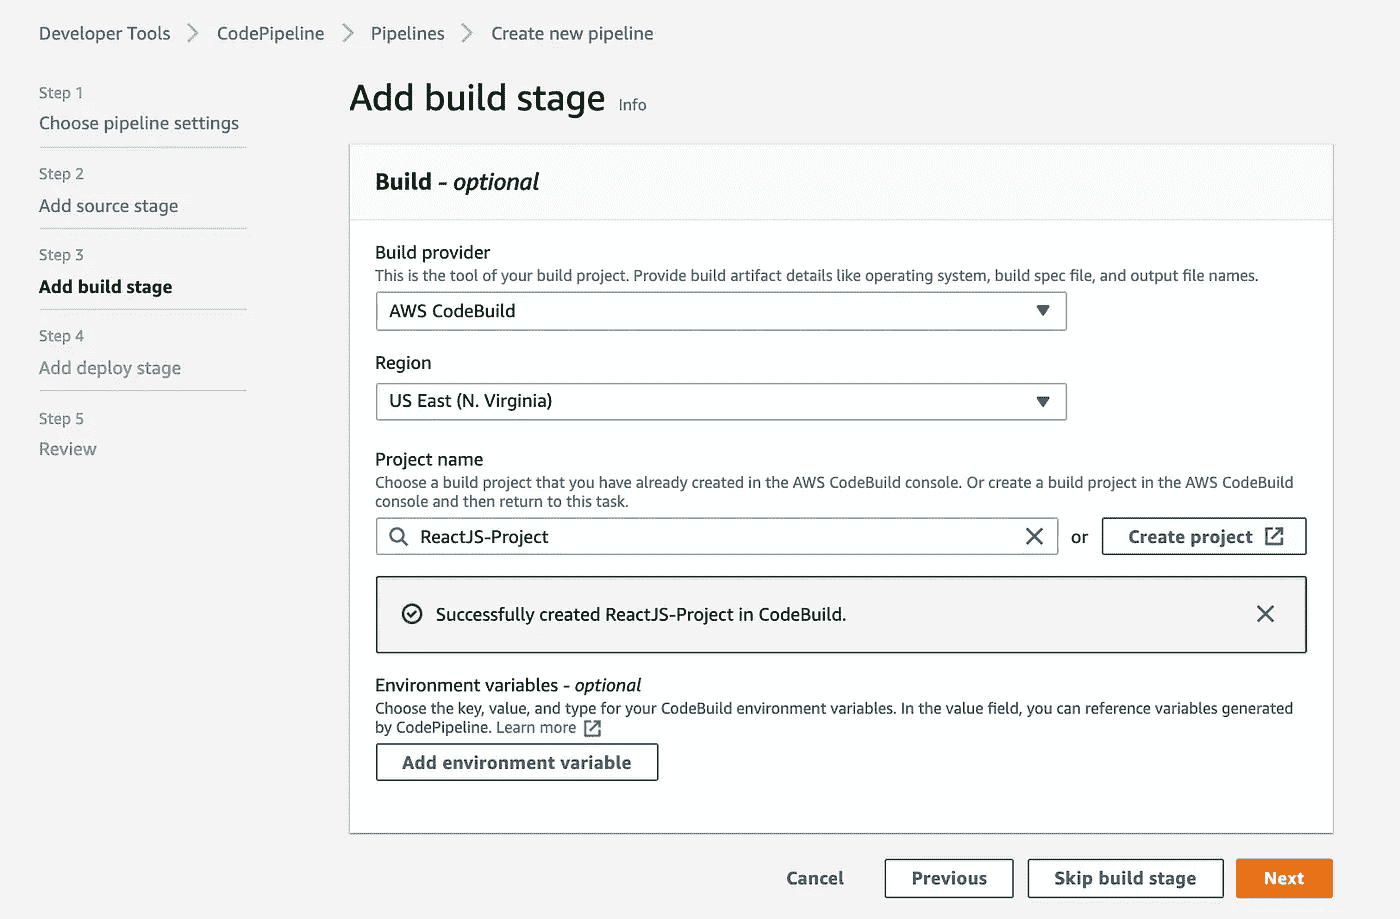 Developer Tools > CodePipeline > Pipelines > Create new pipeline
Step 1
Choose pipeline settings
Step 2
Add source stage
Step 3
Add build stage
Step 4
Add deploy stage
Step 5
Review
Add build stage Info
Build - optional
Build provider
This is the tool of your build project. Provide build artifact details like operating system, build spec file, and output file names.
AWS CodeBuild
Region
US East (N. Virginia)
Project name
Choose a build project that you have already created in the AWS CodeBuild console. Or create a build project in the AWS CodeBuild
console and then return to this task.
ReactJS-Project or Create project
Successfully created ReactJS-Project in CodeBuild.
Environment variables - optional
Choose the key, value, and type for your CodeBuild environment variables. In the value field, you can reference variables generated
by CodePipeline. Learn more
Add environment variable
Cancel Previous Skip build stage Next